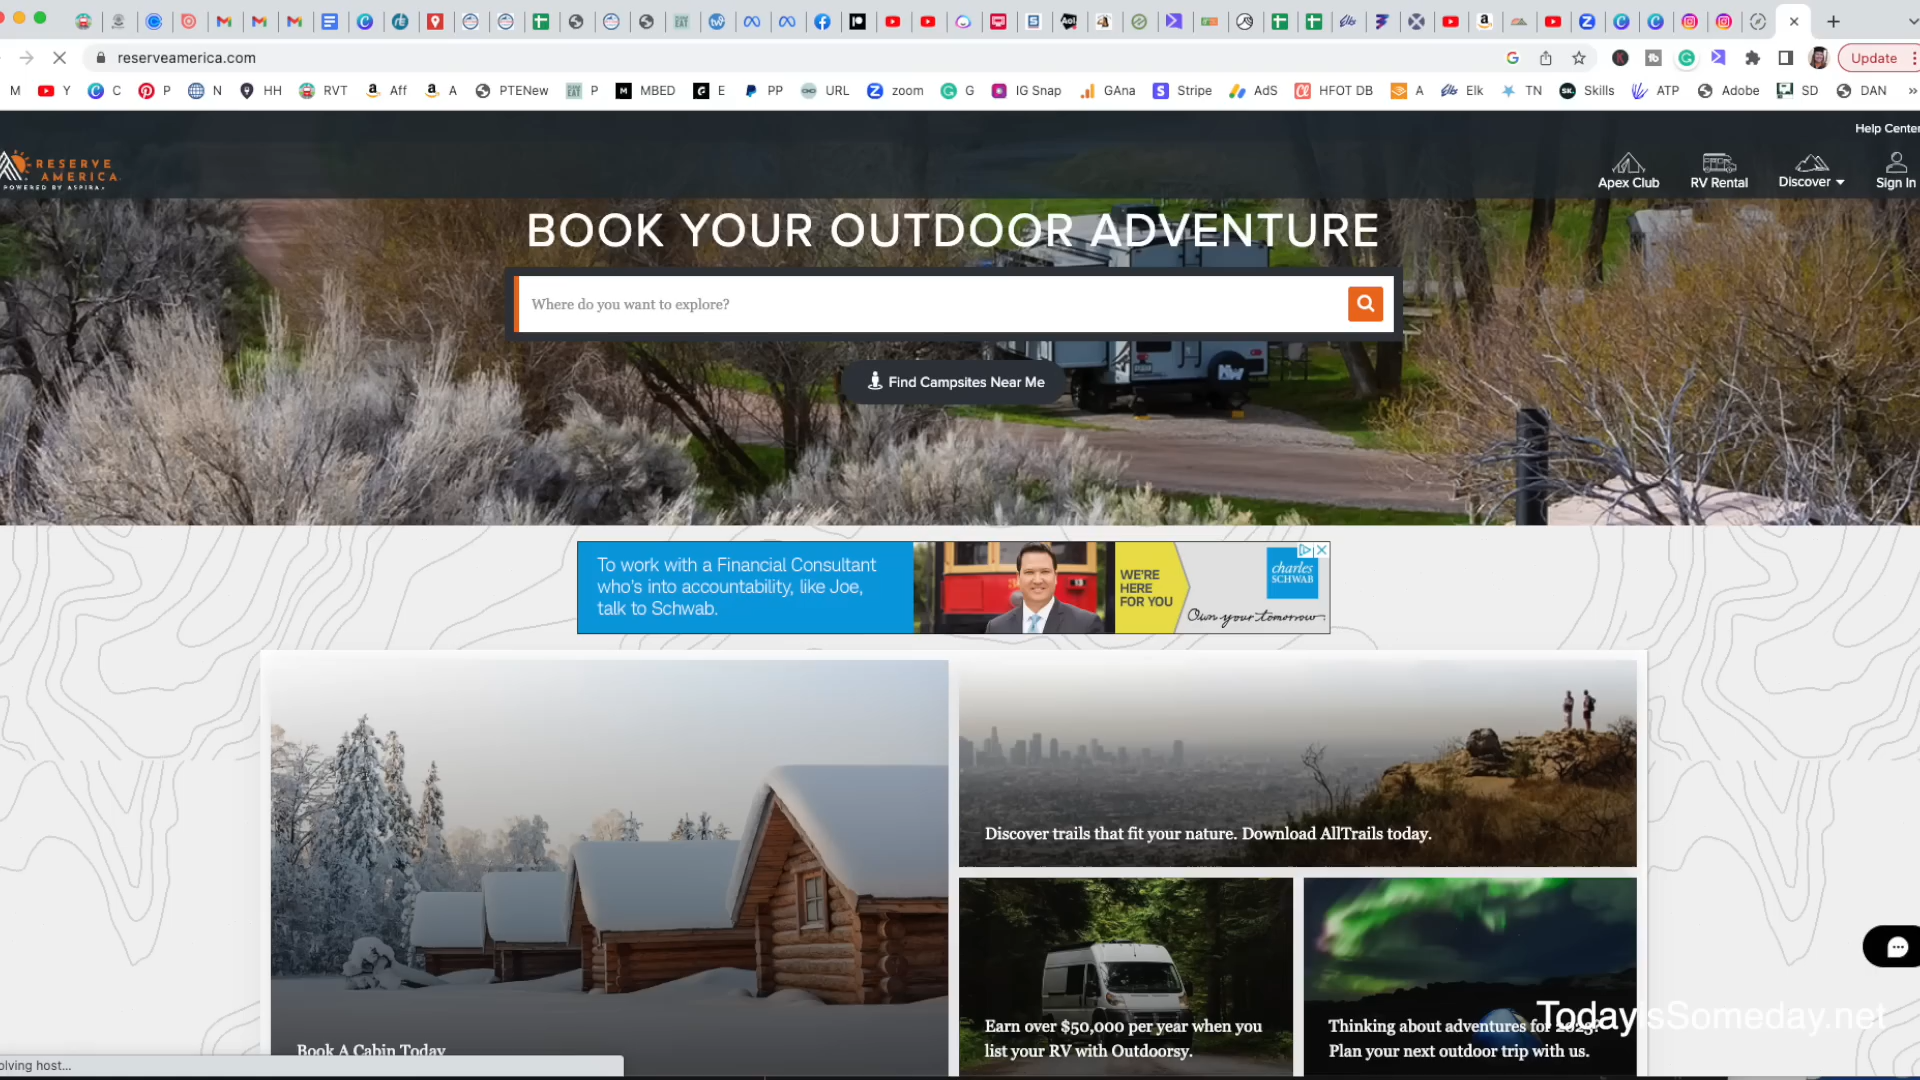 reserveamerica.com
Update
M Y C P N HH RVT Aff A PTENew P MBED E PP URL zoom G IG Snap GAna Stripe AdS HFOT DB A Elk TN Skills ATP Adobe SD DAN »
Help Center
RESERVE
AMERICA
POWERED BY ASPIRA
Apex Club RV Rental Discover Sign In
BOOK YOUR OUTDOOR ADVENTURE
Where do you want to explore?
Find Campsites Near Me
To work with a Financial Consultant
who's into accountability, like Joe,
talk to Schwab.
WE'RE
HERE
FOR YOU
charles
SCHWAB
Own your tomorrow.
Discover trails that fit your nature. Download AllTrails today.
Book A Cabin Today
Earn over $50,000 per year when you
list your RV with Outdoorsy.
Thinking about adventures for 2023?
Plan your next outdoor trip with us.
TodayisSomeday.net
olving host...